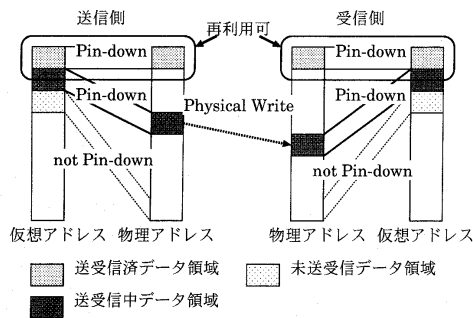 送信側
再利用可
受信側
Pin-down
Pin-down
Pin-down
Pin-down
Physical Write
not Pin-down
not Pin-down
仮想アドレス
物理アドレス
物理アドレス
仮想アドレス
送受信済データ領域
未送受信データ領域
送受信中データ領域